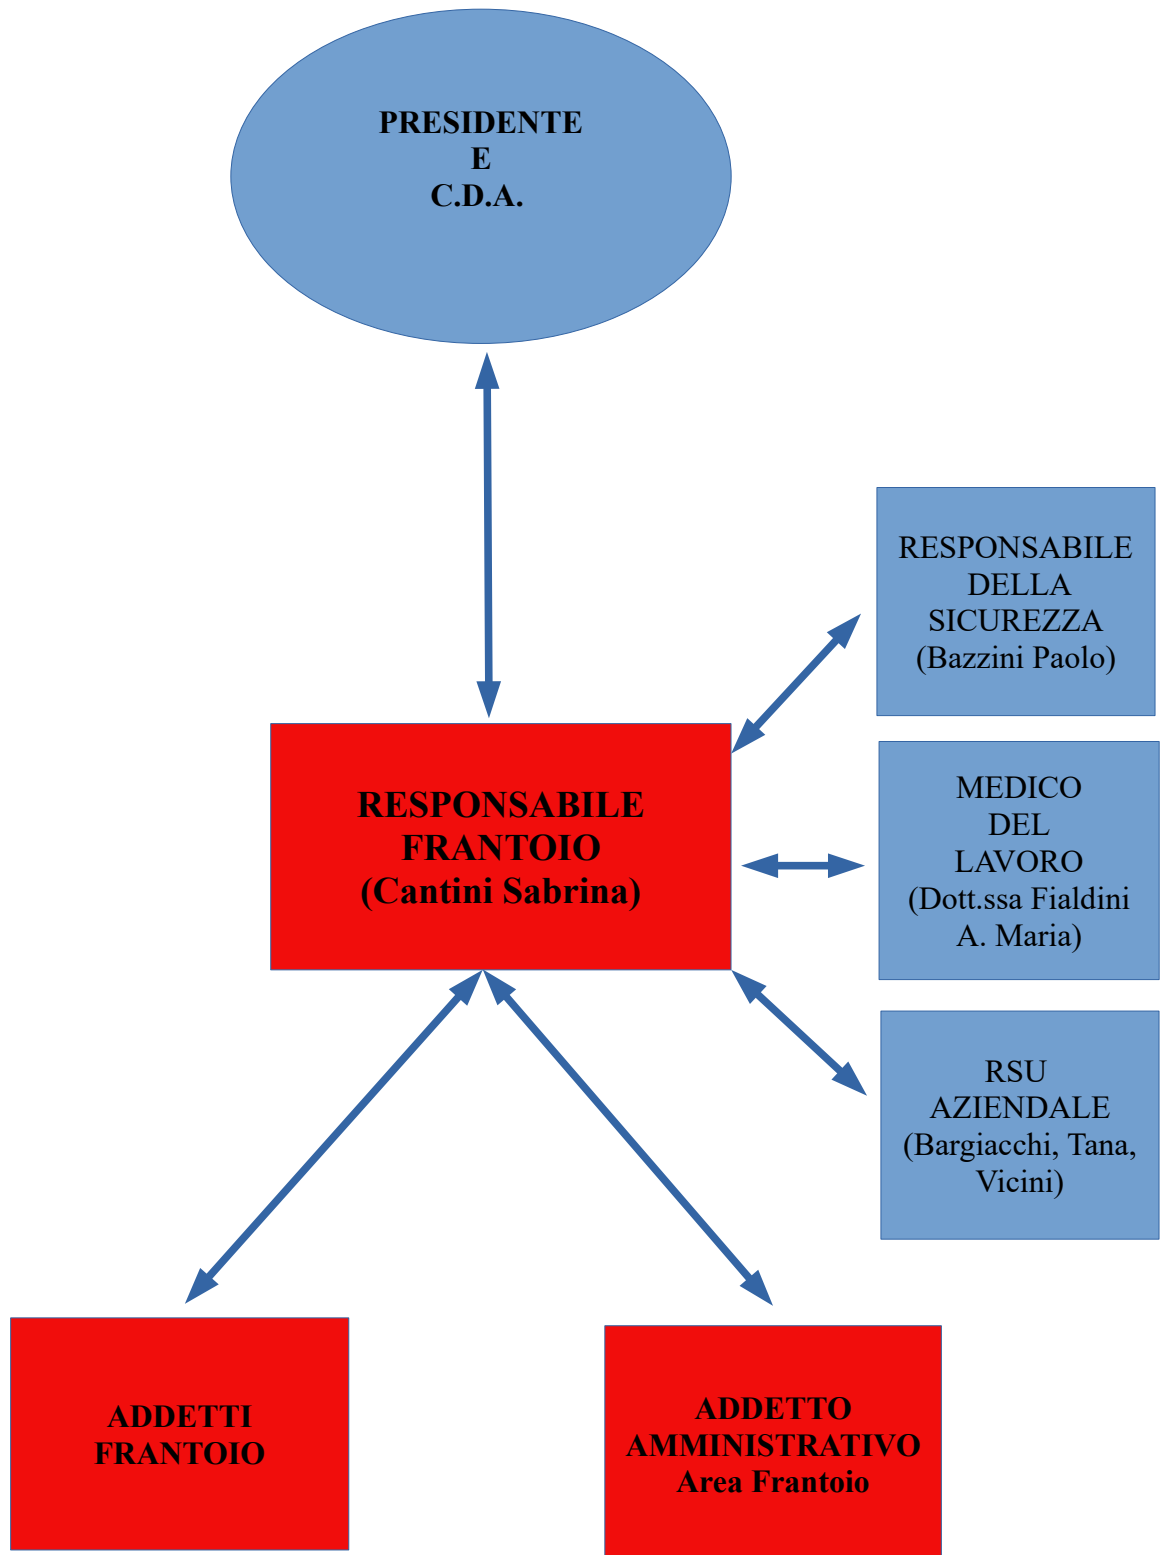 PRESIDENTE
E
C.D.A.
RESPONSABILE
DELLA
SICUREZZA
(Bazzini Paolo)
RESPONSABILE
FRANTOIO
(Cantini Sabrina)
MEDICO
DEL
LAVORO
(Dott.ssa Fialdini
A. Maria)
RSU
AZIENDALE
(Bargiacchi, Tana,
Vicini)
ADDETTI
FRANTOIO
ADDETTO
AMMINISTRATIVO
Area Frantoio